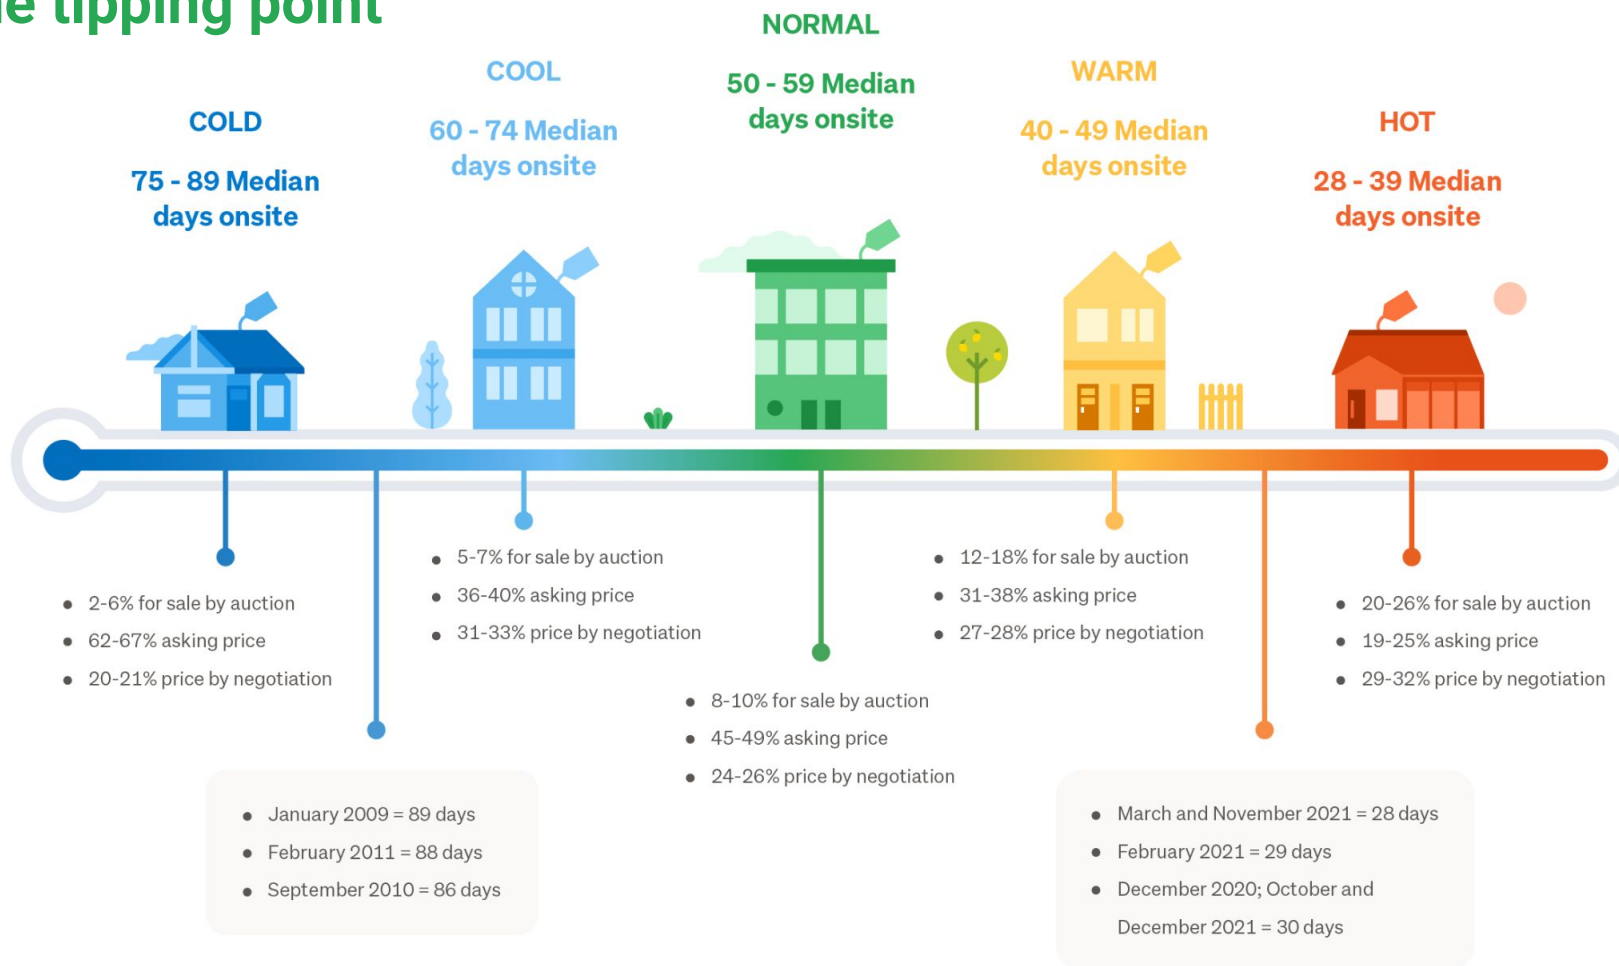 tipping point
COLD
75 - 89 Median
days onsite
COOL
60 - 74 Median
days onsite
NORMAL
50 - 59 Median
days onsite
WARM
40 - 49 Median
days onsite
HOT
28 - 39 Median
days onsite
● 2-6% for sale by auction
● 62-67% asking price
● 20-21% price by negotiation
● January 2009 = 89 days
● February 2011 = 88 days
● September 2010 = 86 days
● 5-7% for sale by auction
● 36-40% asking price
● 31-33% price by negotiation
● 8-10% for sale by auction
● 45-49% asking price
● 24-26% price by negotiation
● 12-18% for sale by auction
● 31-38% asking price
● 27-28% price by negotiation
● March and November 2021 = 28 days
● February 2021 = 29 days
● December 2020; October and
December 2021 = 30 days
● 20-26% for sale by auction
● 19-25% asking price
● 29-32% price by negotiation